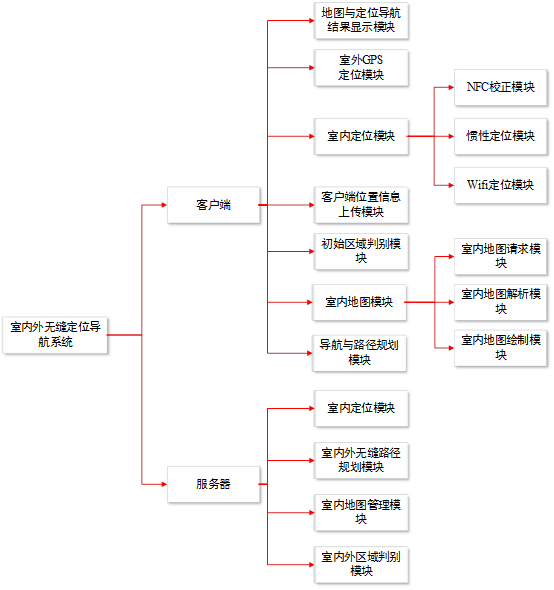 地图与定位导航
结果显示模块
室外GPS
定位模块
NFC校正模块
室内定位模块
惯性定位模块
Wifi定位模块
客户端
客户端位置信息
上传模块
初始区域判别模
块
室内地图请求模
块
室内地图模块
室内地图解析模
块
室内外无缝定位导
航系统
室内地图绘制模
块
导航与路径规划
模块
室内定位模块
室内外无缝路径
规划模块
服务器
室内地图管理模
块
室内外区域判别
模块